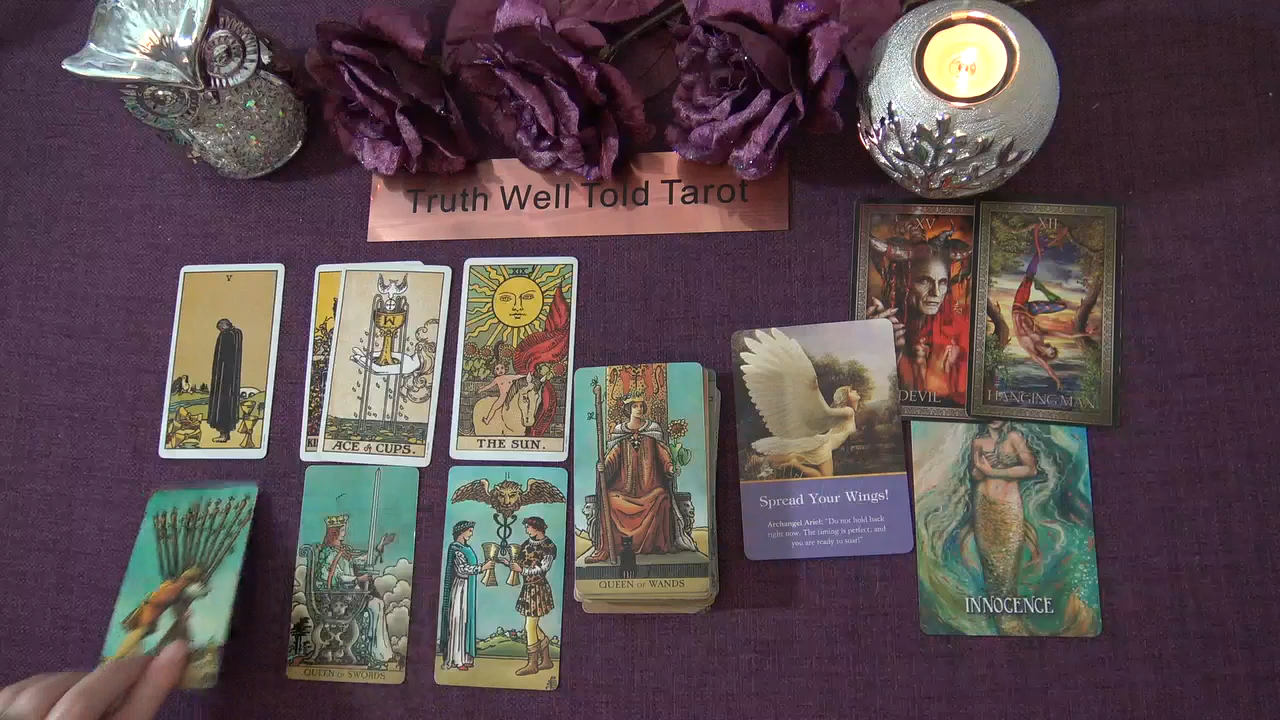 Truth Well Told Tarot
XV
XII
V
XIX
KI
ACE of CUPS.
THE SUN.
DEVIL
HANGING MAN
Spread Your Wings!
Archangel Ariel: "Do not hold back
right now. The timing is perfect, and
you are ready to soar!"
QUEEN OF WANDS
INNOCENCE
QUEEN OF SWORDS